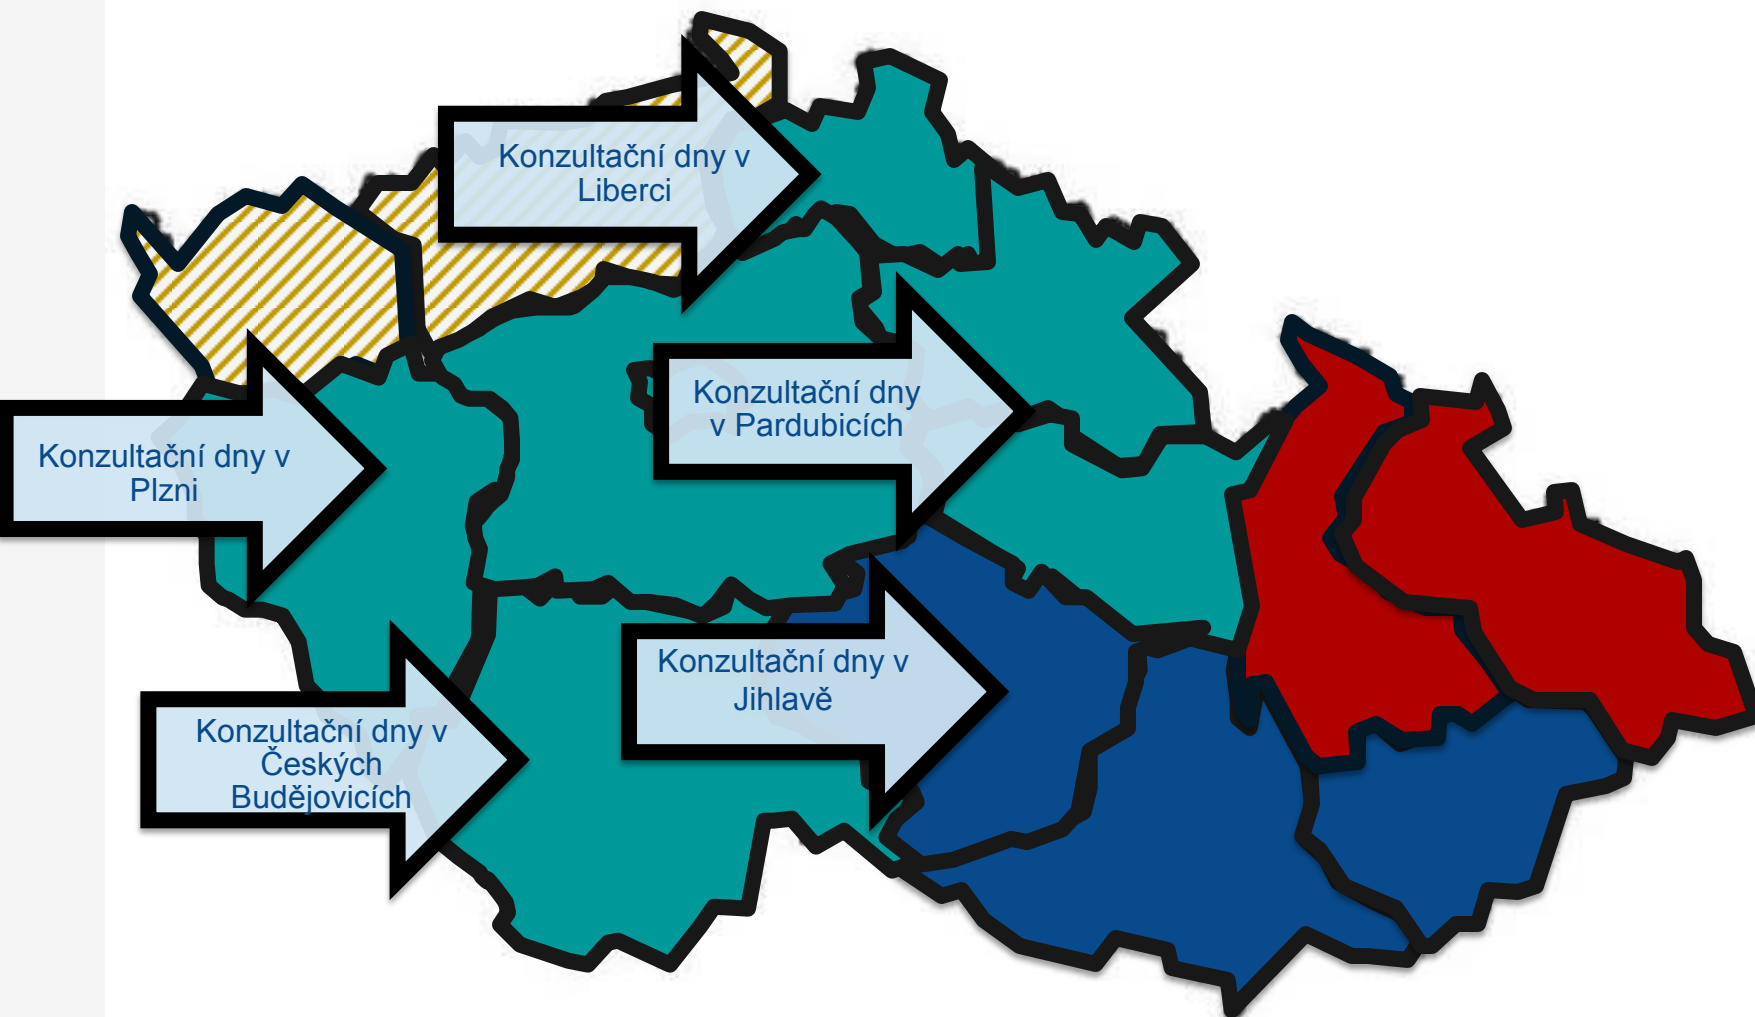 Konzultační dny v
Liberci
Konzultační dny
v Pardubicích
Konzultační dny v
Plzni
Konzultační dny v
Jihlavě
Konzultační dny v
Českých
Budějovicích